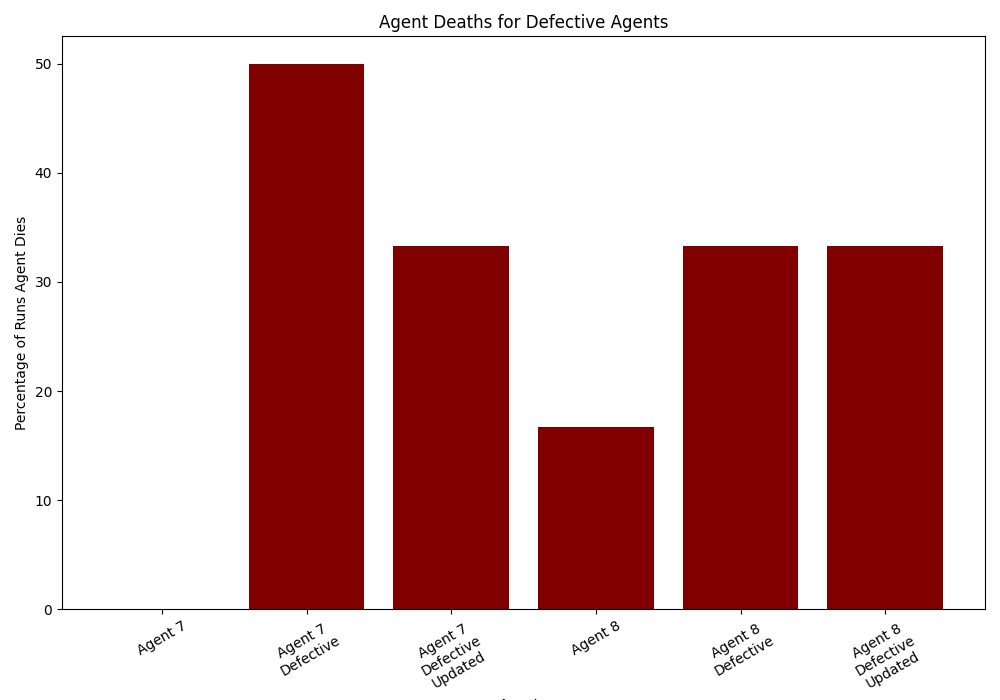 Agent Deaths for Defective Agents
Percentage of Runs Agent Dies
50
40
30
20
10
0
Agent 7
Agent 7
Defective
Agent 7
Defective
Updated
Agent 8
Agent 8
Defective
Agent 8
Defective
Updated